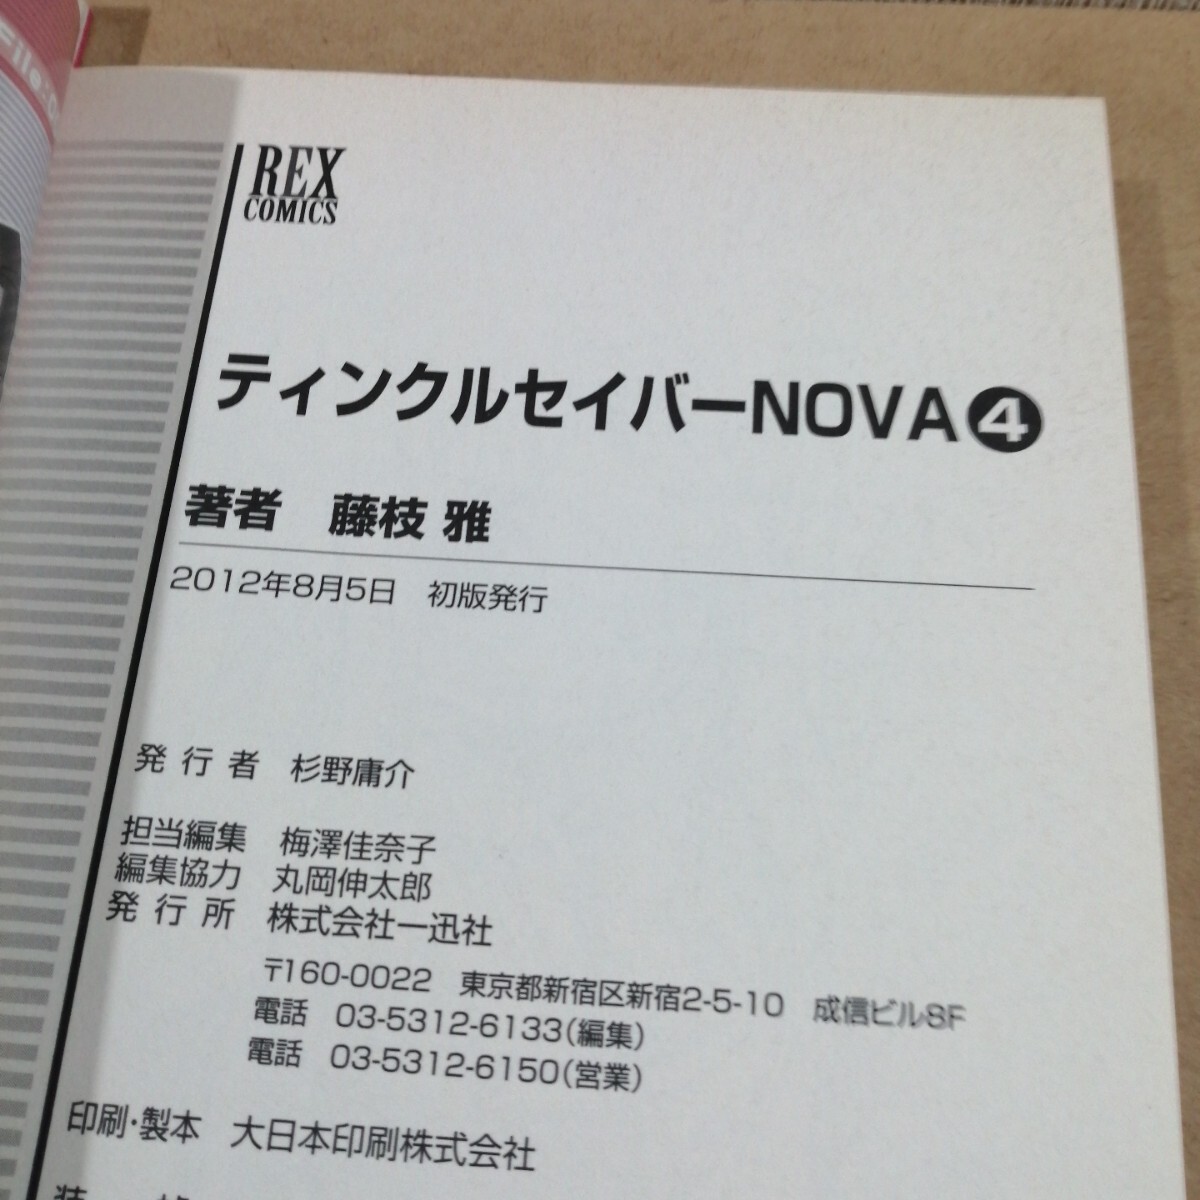 File:0
REX
COMICS
ティンクルセイバーNOVA④
著者 藤枝 雅
2012年8月5日 初版発行
発行者 杉野庸介
担当編集 梅澤佳奈子
編集協力 丸岡伸太郎
発行所 株式会社一迅社
〒160-0022 東京都新宿区新宿2-5-10 成信ビル8F
電話 03-5312-6133(編集)
電話 03-5312-6150(営業)
印刷・製本 大日本印刷株式会社